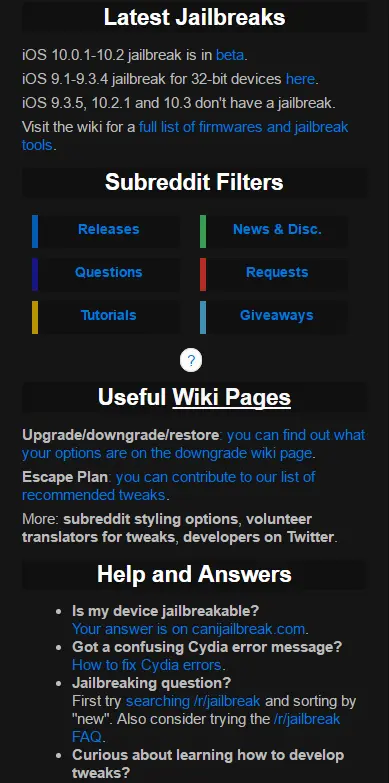 Latest Jailbreaks
iOS 10.0.1-10.2 jailbreak is in beta.
iOS 9.1-9.3.4 jailbreak for 32-bit devices here.
iOS 9.3.5, 10.2.1 and 10.3 don't have a jailbreak.
Visit the wiki for a full list of firmwares and jailbreak
tools.
Subreddit Filters
Releases
News & Disc.
Questions
Requests
Tutorials
Giveaways
?
Useful Wiki Pages
Upgrade/downgrade/restore: you can find out what
your options are on the downgrade wiki page.
Escape Plan: you can contribute to our list of
recommended tweaks.
More: subreddit styling options, volunteer
translators for tweaks, developers on Twitter.
Help and Answers
• Is my device jailbreakable?
Your answer is on canijailbreak.com.
• Got a confusing Cydia error message?
How to fix Cydia errors.
• Jailbreaking question?
First try searching /r/jailbreak and sorting by
"new". Also consider trying the /r/jailbreak
FAQ.
• Curious about learning how to develop
tweaks?